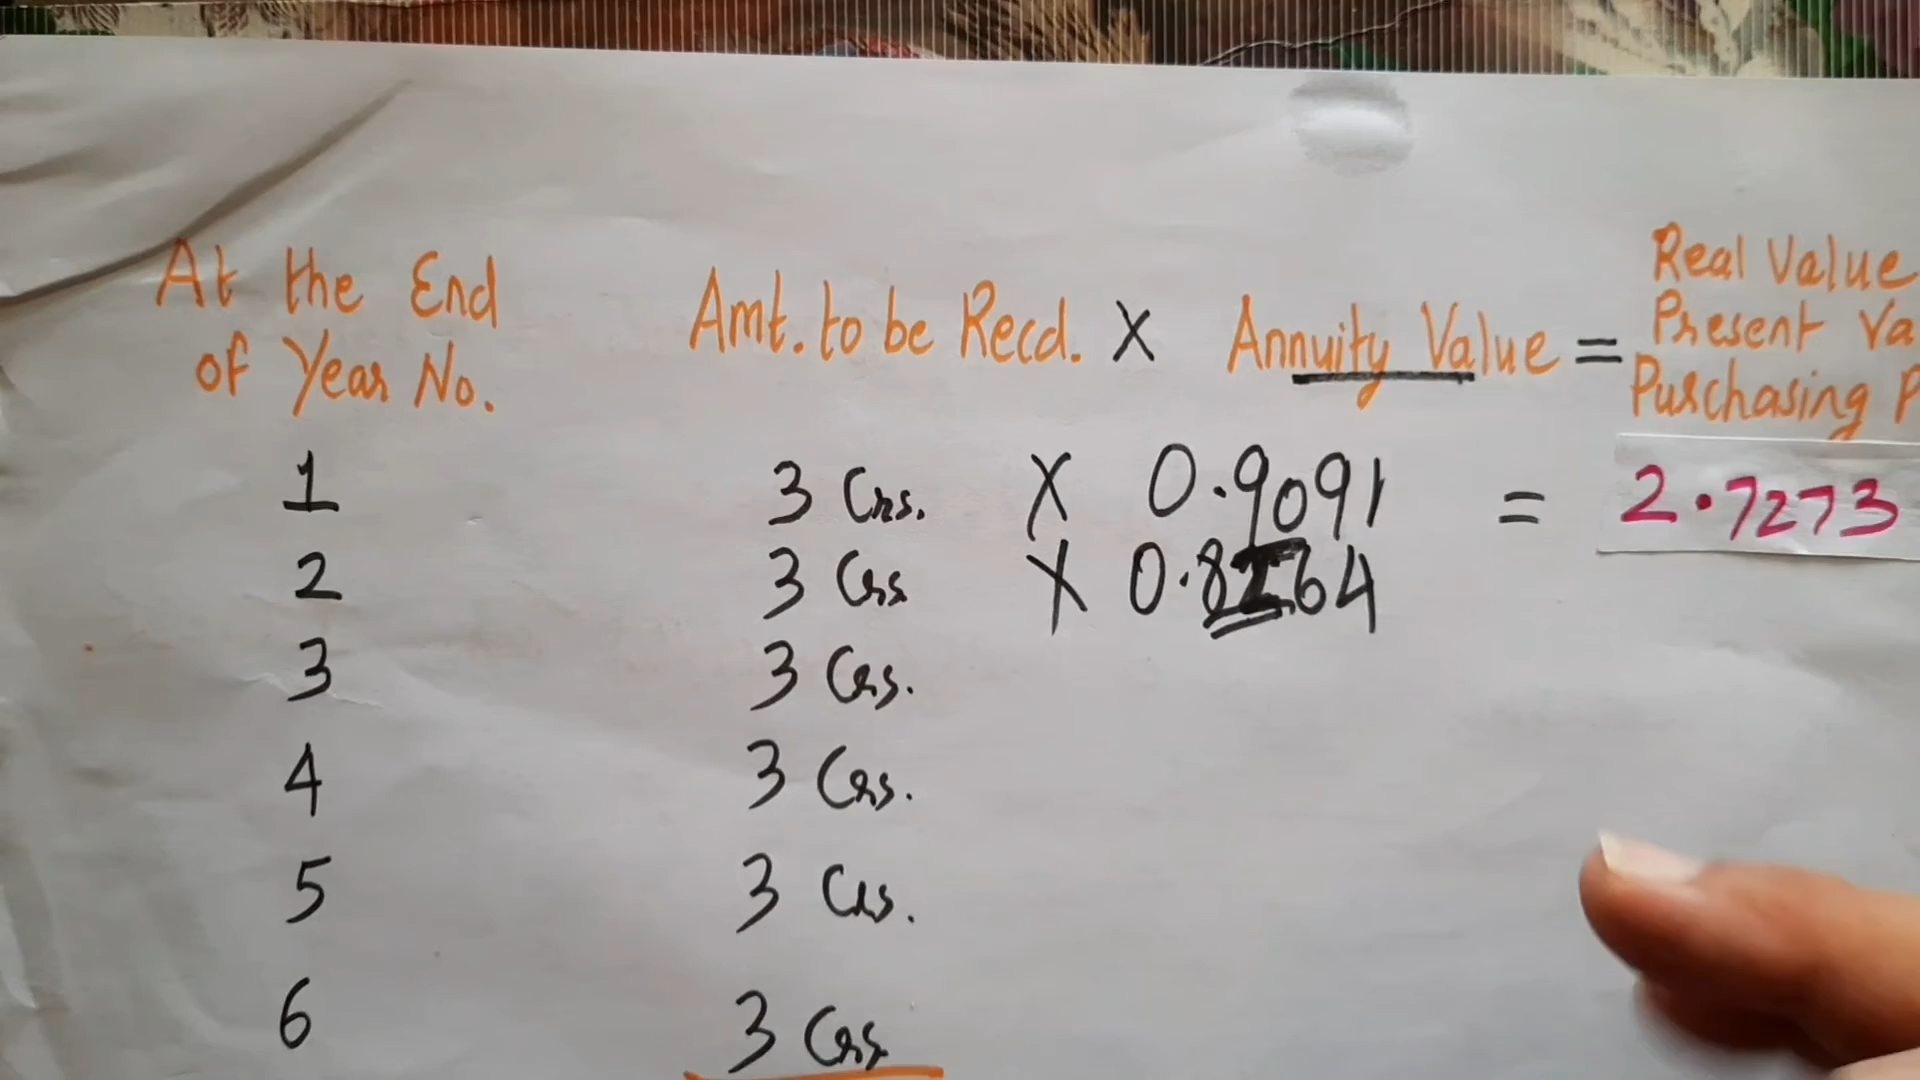 At the End
of Year No.
Amt. to be Recd. X Annuity Value =
Real Value
Present Va
Purchasing P
1 3 Crs. X 0.9091 = 2.7273
2 3 Crs X 0.8264
3 3 Crs.
4 3 Crs.
5 3 Crs.
6 3 Crs